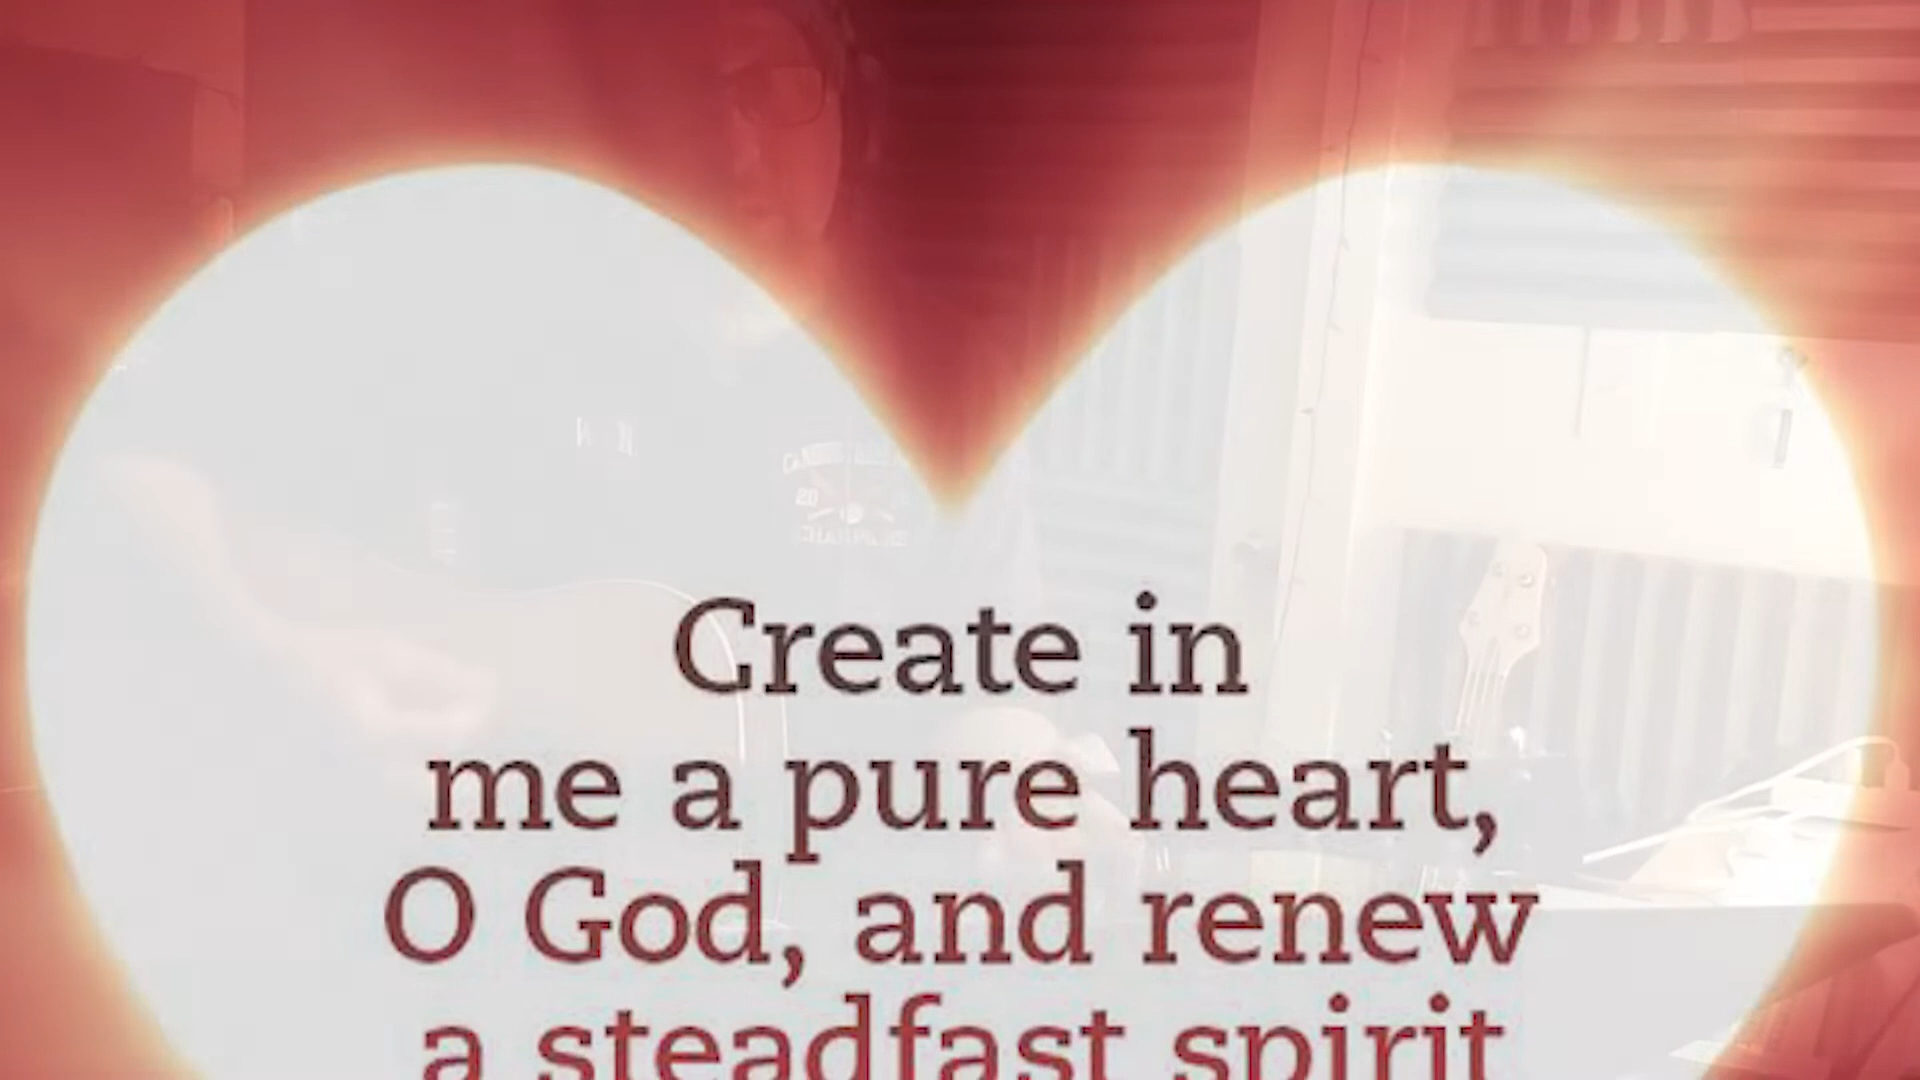 Create in
me a pure heart,
O God, and renew
a steadfast spirit